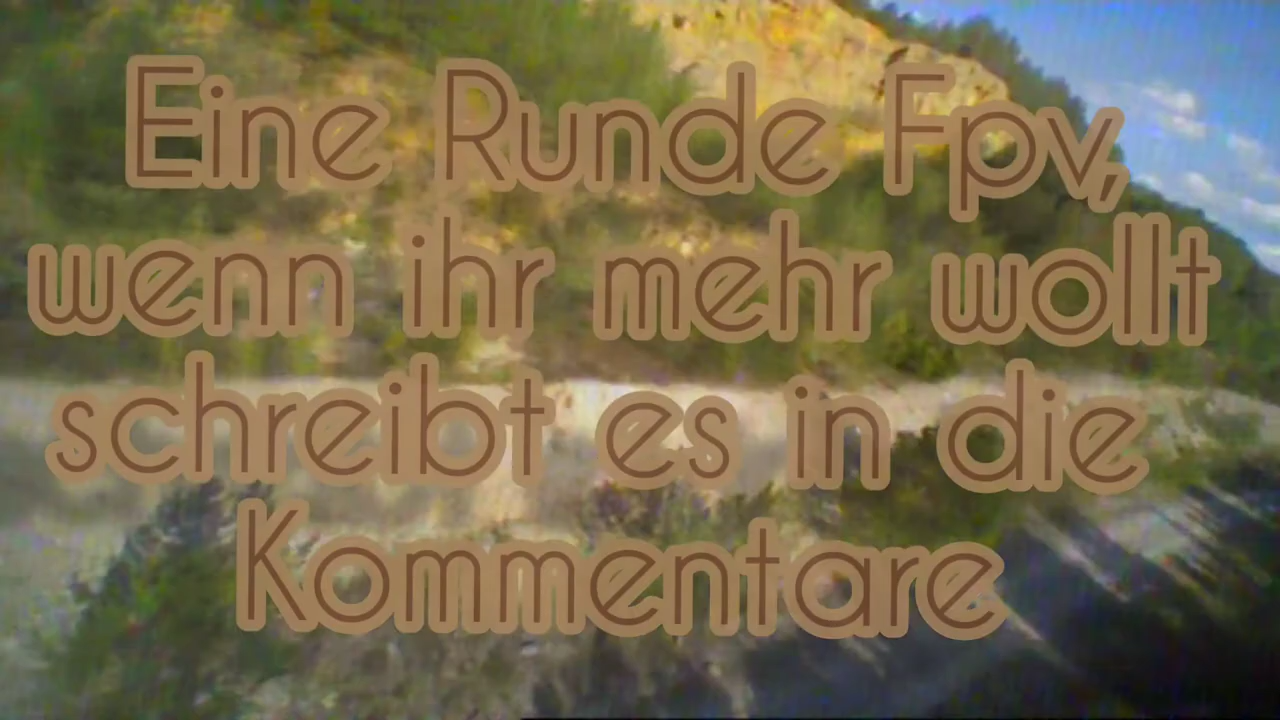 Eine Runde Fpv,
wenn ihr mehr wollt
schreibt es in die
Kommentare